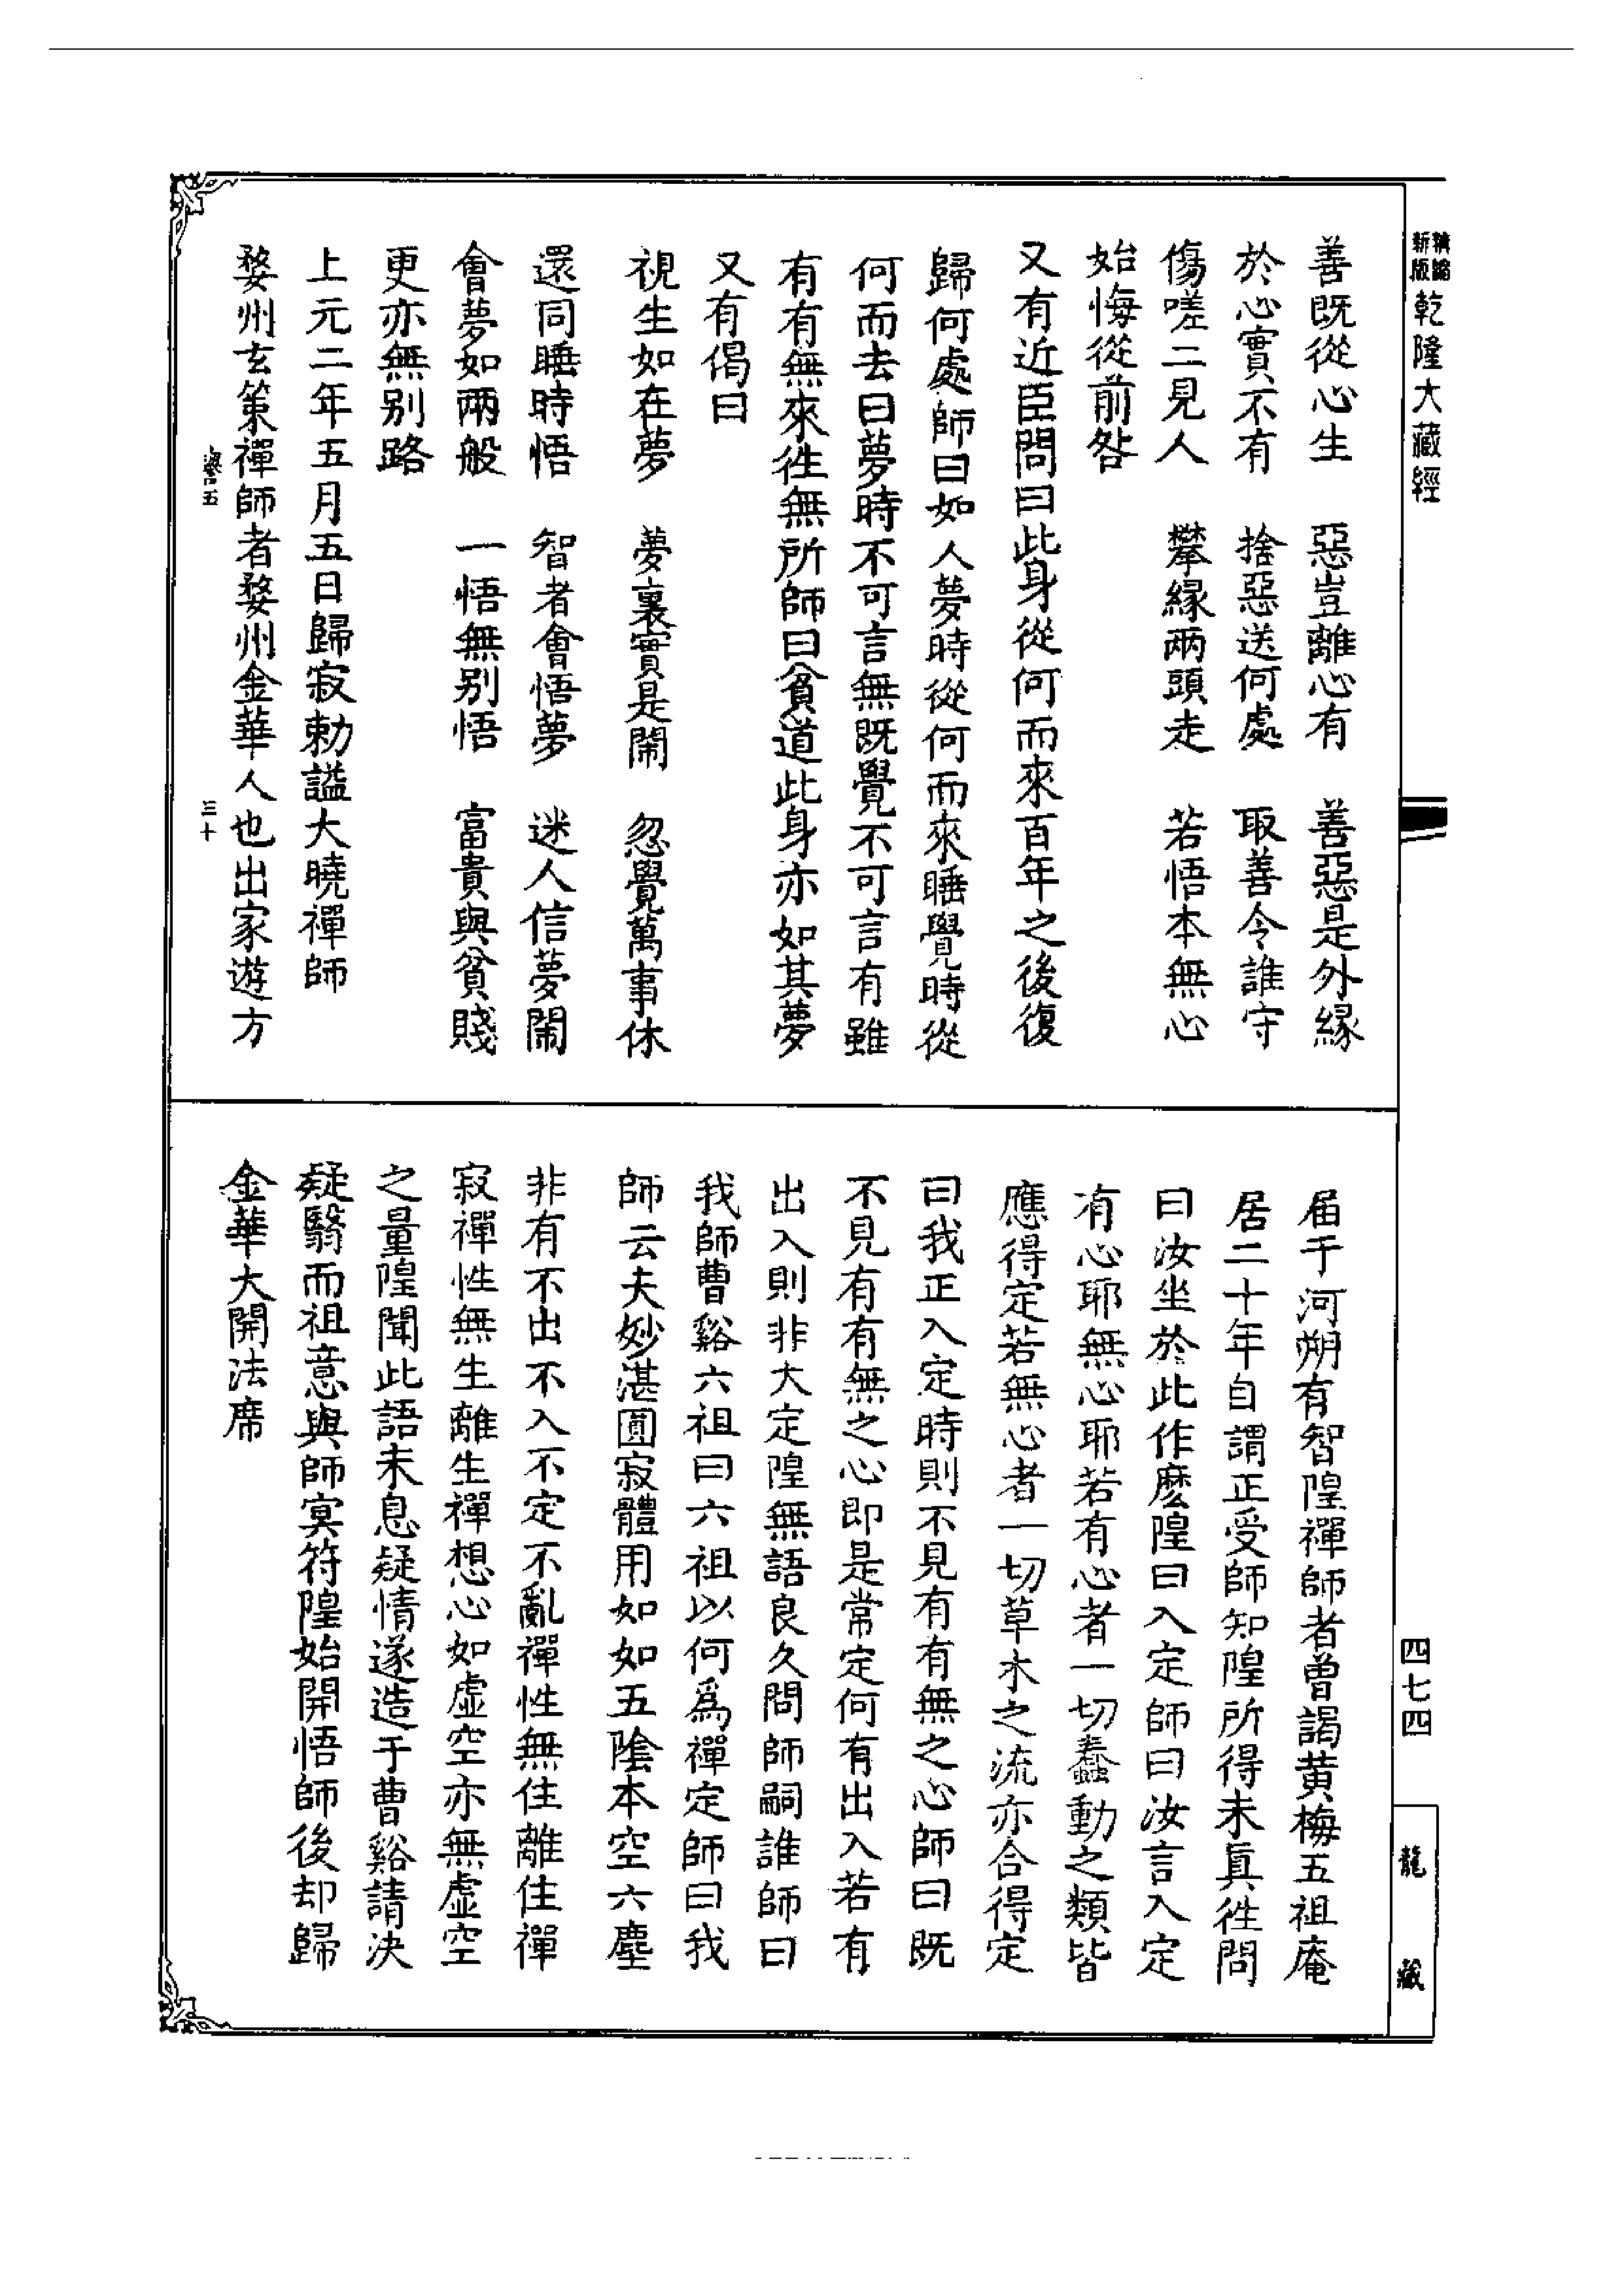 精縮新版乾隆大藏經
善既從心生　惡豈離心有　善惡是外緣
於心實不有　捨惡送何處　取善令誰守
傷嗟二見人　攀緣兩頭走　若悟本無心
始悔從前咎
又有近臣問曰此身從何而來百年之後復
歸何處師曰如人夢時從何而來睡覺時從
何而去曰夢時不可言無既覺不可言有雖
有有無來往無所師曰貧道此身亦如其夢
又有偈曰
視生如在夢　夢裏實是鬧　忽覺萬事休
還同睡時悟　智者會悟夢　迷人信夢鬧
會夢如兩般　一悟無別悟　富貴與貧賤
更亦無別路
上元二年五月五日歸寂勅謚大曉禪師
婺州玄策禪師者婺州金華人也出家遊方
三十
屆于河朔有智隍禪師者曾謁黃梅五祖庵
居二十年自謂正受師知隍所得未真往問
曰汝坐於此作麼隍曰入定師曰汝言入定
有心耶無心耶若有心者一切蠢動之類皆
應得定若無心者一切草木之流亦合得定
曰我正入定時則不見有有無之心師曰既
不見有有無之心即是常定何有出入若有
出入則非大定隍無語良久問師嗣誰師曰
我師曹谿六祖曰六祖以何為禪定師曰我
師云夫妙湛圓寂體用如如五陰本空六塵
非有不出不入不定不亂禪性無住離住禪
寂禪性無生離生禪想心如虛空亦無虛空
之量隍聞此語未息疑情遂造于曹谿請決
疑翳而祖意與師冥符隍始開悟師後却歸
金華大開法席
四七四
龍藏